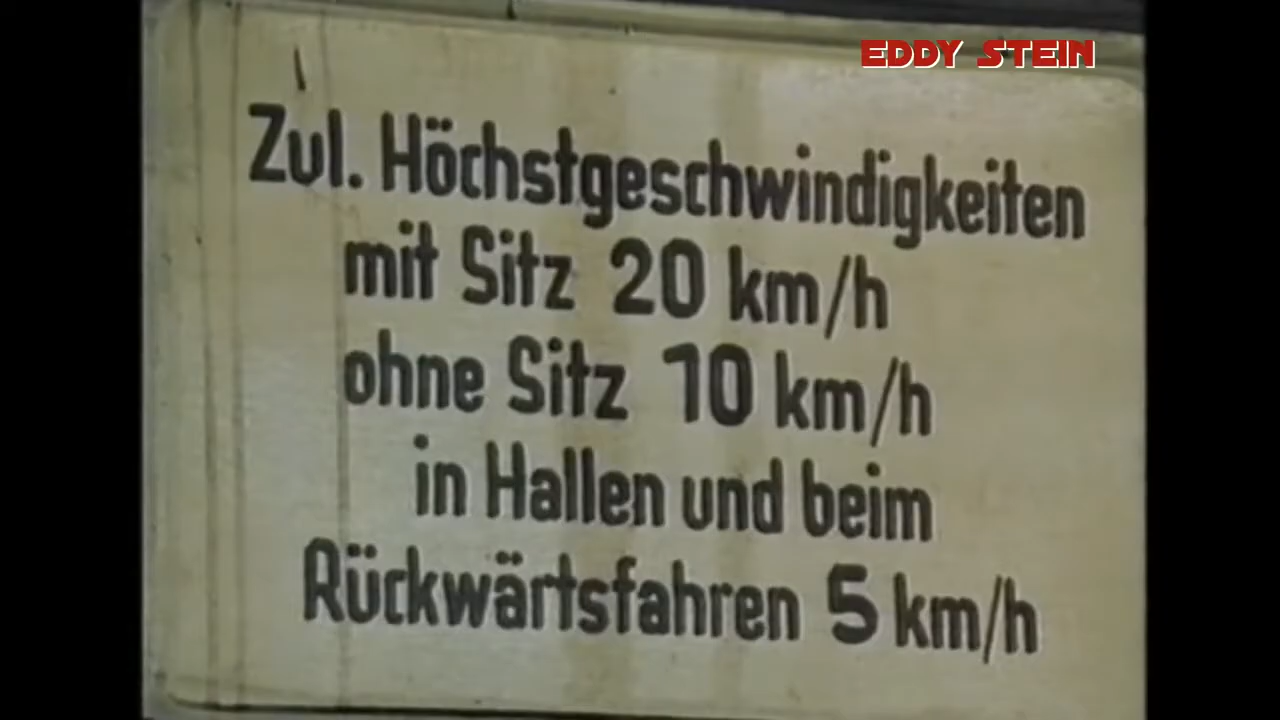 EDDY STEIN
Zul. Höchstgeschwindigkeiten
mit Sitz 20 km/h
ohne Sitz 10 km/h
in Hallen und beim
Rückwärtsfahren 5 km/h